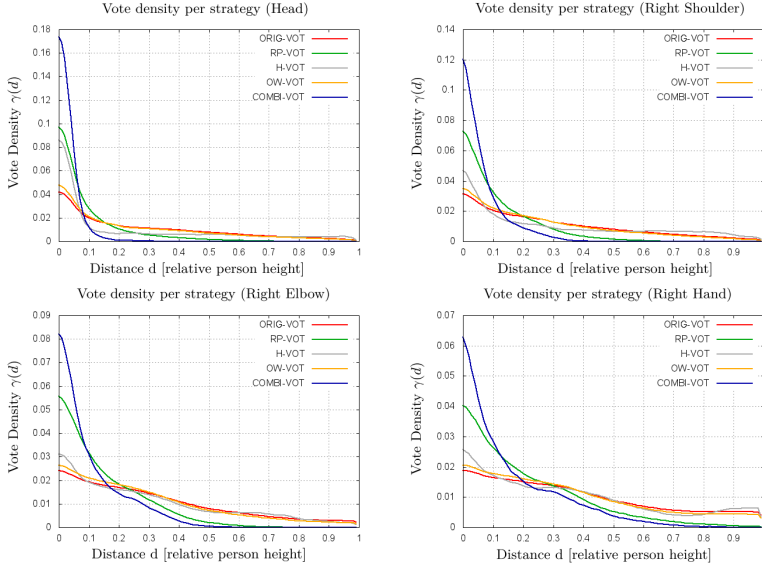 Vote density per strategy (Head)
Vote Density γ(d)
0.18
0.16
0.14
0.12
0.1
0.08
0.06
0.04
0.02
0
ORIG-VOT
RP-VOT
H-VOT
OW-VOT
COMBI-VOT
0 0.1 0.2 0.3 0.4 0.5 0.6 0.7 0.8 0.9 1
Distance d [relative person height]
Vote density per strategy (Right Shoulder)
Vote Density γ(d)
0.14
0.12
0.1
0.08
0.06
0.04
0.02
0
ORIG-VOT
RP-VOT
H-VOT
OW-VOT
COMBI-VOT
0 0.1 0.2 0.3 0.4 0.5 0.6 0.7 0.8 0.9
Distance d [relative person height]
Vote density per strategy (Right Elbow)
Vote Density γ(d)
0.09
0.08
0.07
0.06
0.05
0.04
0.03
0.02
0.01
0
ORIG-VOT
RP-VOT
H-VOT
OW-VOT
COMBI-VOT
0 0.1 0.2 0.3 0.4 0.5 0.6 0.7 0.8 0.9 1
Distance d [relative person height]
Vote density per strategy (Right Hand)
Vote Density γ(d)
0.07
0.06
0.05
0.04
0.03
0.02
0.01
0
ORIG-VOT
RP-VOT
H-VOT
OW-VOT
COMBI-VOT
0 0.1 0.2 0.3 0.4 0.5 0.6 0.7 0.8 0.9
Distance d [relative person height]